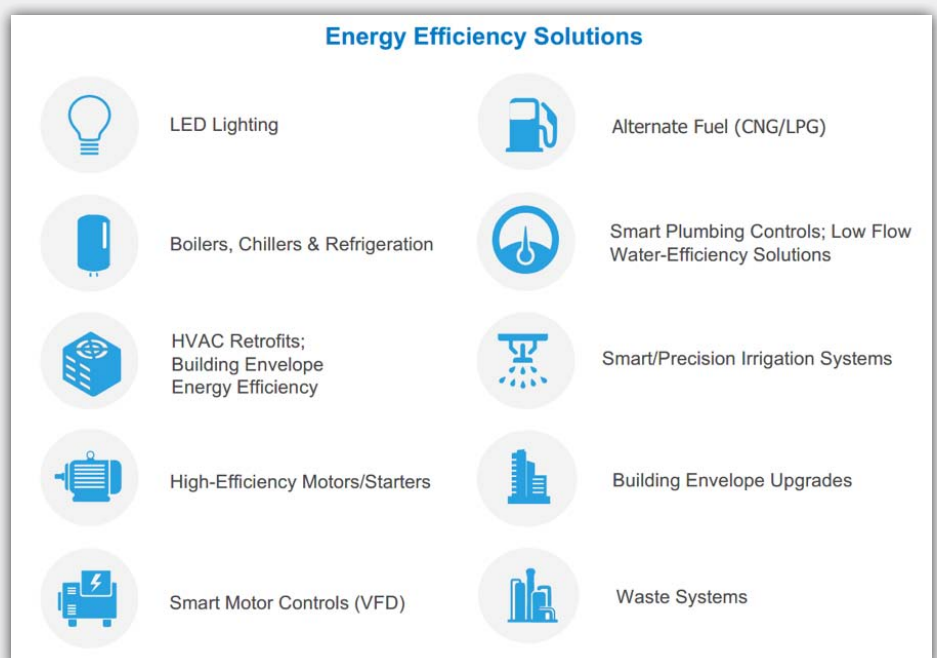 Energy Efficiency Solutions
LED Lighting
Boilers, Chillers & Refrigeration
HVAC Retrofits;
Building Envelope
Energy Efficiency
High-Efficiency Motors/Starters
Smart Motor Controls (VFD)
Alternate Fuel (CNG/LPG)
Smart Plumbing Controls; Low Flow
Water-Efficiency Solutions
Smart/Precision Irrigation Systems
Building Envelope Upgrades
Waste Systems